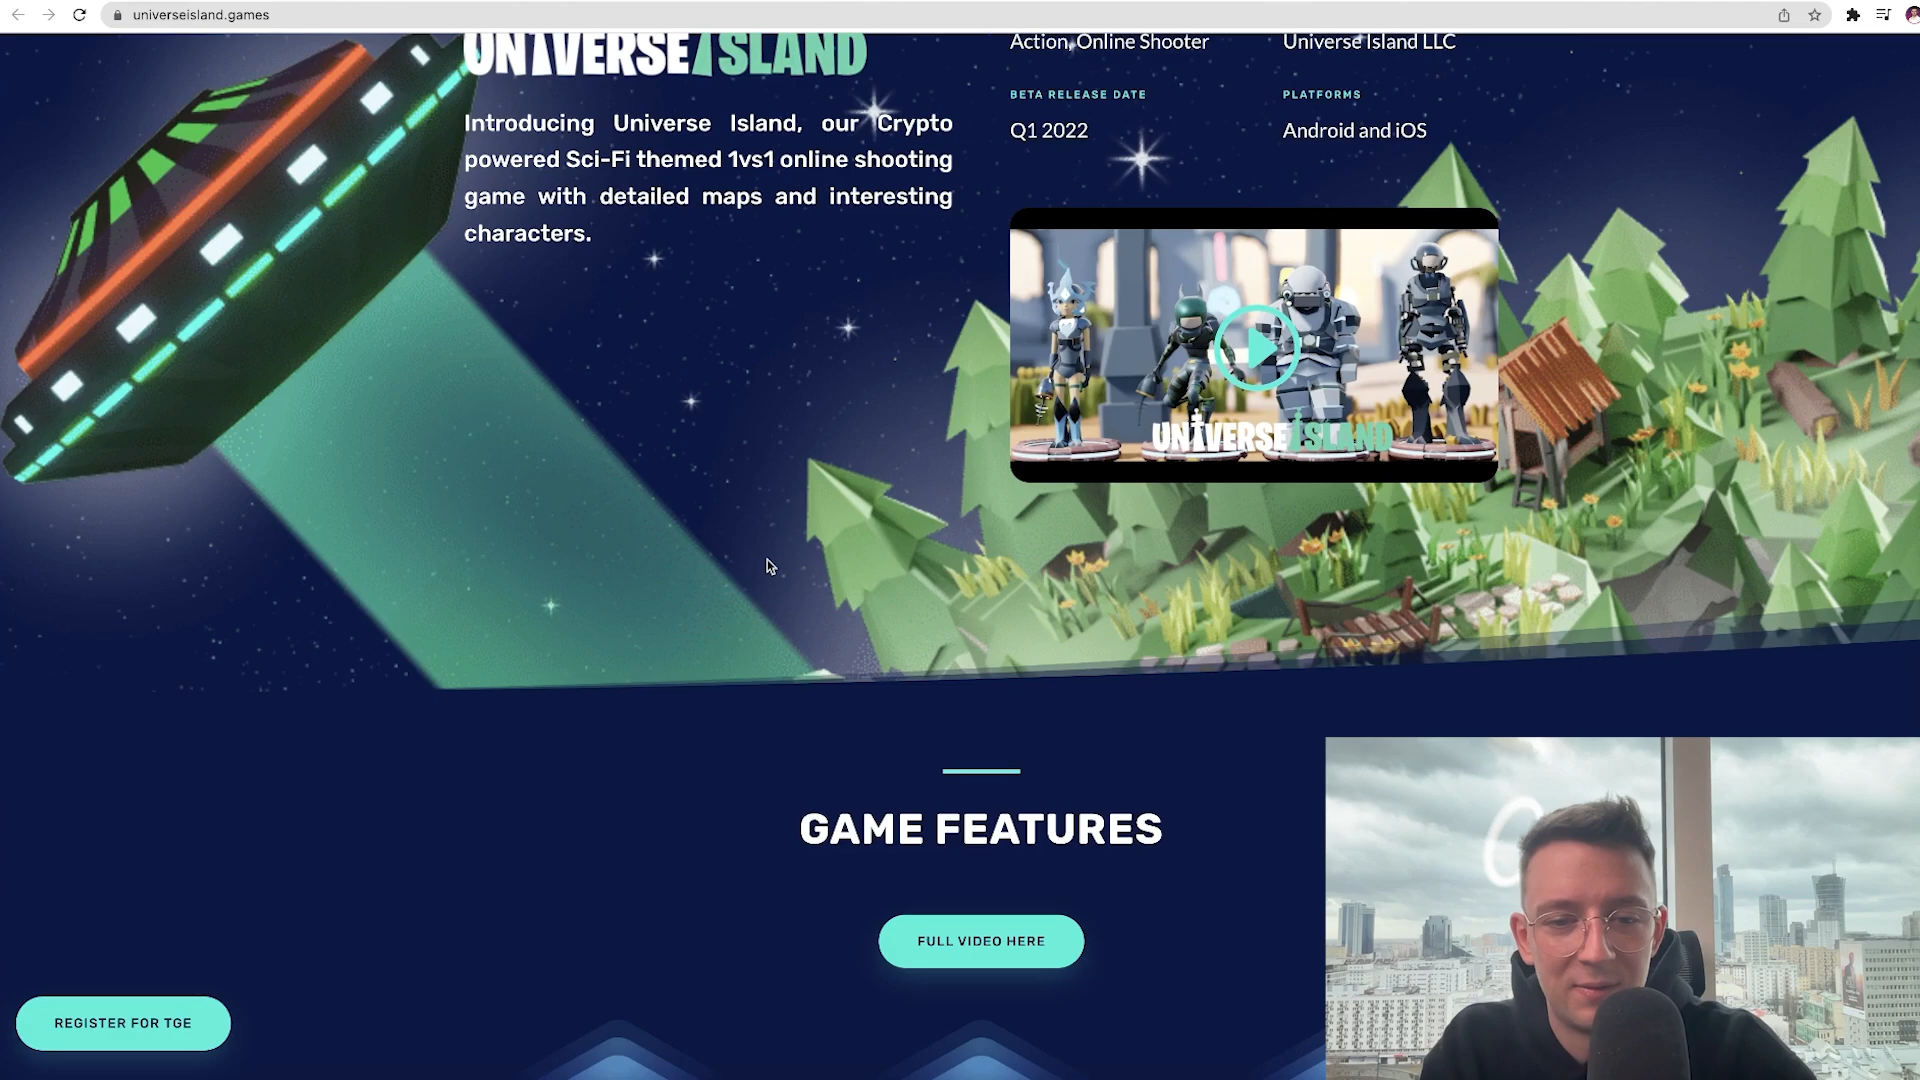 universeisland.games
UNIVERSE ISLAND
Introducing Universe Island, our Crypto
powered Sci-Fi themed 1vs1 online shooting
game with detailed maps and interesting
characters.
Action, Online Shooter
Universe Island LLC
BETA RELEASE DATE
PLATFORMS
Q1 2022
Android and iOS
UNIVERSE ISLAND
GAME FEATURES
FULL VIDEO HERE
REGISTER FOR TGE